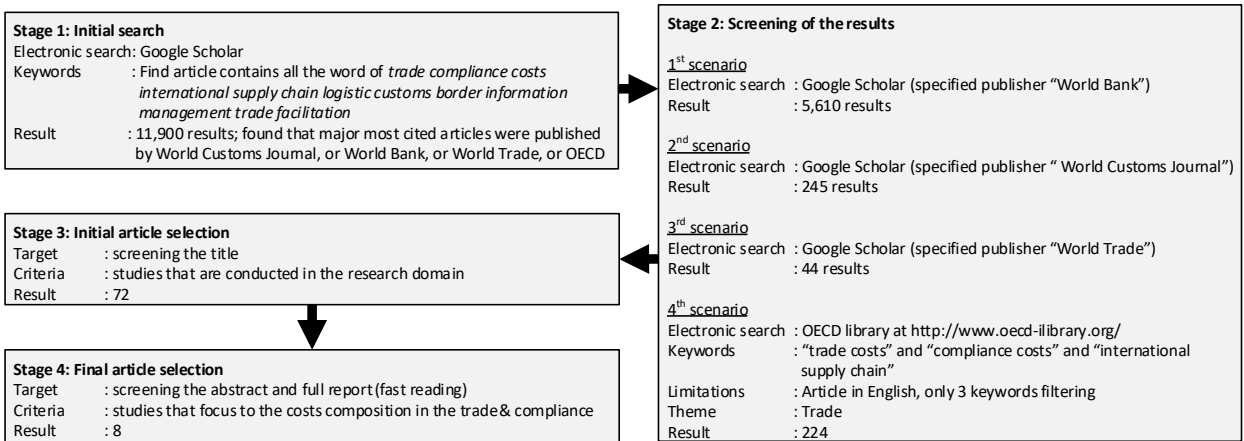 Stage 1: Initial search
Electronic search: Google Scholar
Keywords : Find article contains all the word of trade compliance costs
international supply chain logistic customs border information
management trade facilitation
Result : 11,900 results; found that major most cited articles were published
by World Customs Journal, or World Bank, or World Trade, or OECD
Stage 2: Screening of the results
1st scenario
Electronic search : Google Scholar (specified publisher “World Bank”)
Result : 5,610 results
2nd scenario
Electronic search : Google Scholar (specified publisher “ World Customs Journal”)
Result : 245 results
3rd scenario
Electronic search : Google Scholar (specified publisher “World Trade”)
Result : 44 results
4th scenario
Electronic search : OECD library at http://www.oecd-ilibrary.org/
Keywords : “trade costs” and “compliance costs” and “international
supply chain”
Limitations : Article in English, only 3 keywords filtering
Theme : Trade
Result : 224
Stage 3: Initial article selection
Target : screening the title
Criteria : studies that are conducted in the research domain
Result : 72
Stage 4: Final article selection
Target : screening the abstract and full report (fast reading)
Criteria : studies that focus to the costs composition in the trade & compliance
Result : 8